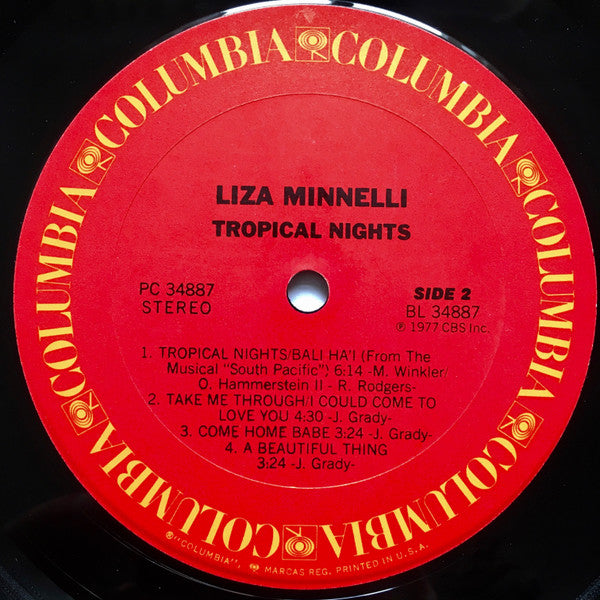 COLUMBIA COLUMBIA COLUMBIA COLUMBIA COLUMBIA COLUMBIA
LIZA MINNELLI
TROPICAL NIGHTS
PC 34887
STEREO
SIDE 2
BL 34887
℗ 1977 CBS Inc.
1. TROPICAL NIGHTS/BALI HA'I (From The
Musical "South Pacific") 6:14 -M. Winkler/
O. Hammerstein II - R. Rodgers-
2. TAKE ME THROUGH/I COULD COME TO
LOVE YOU 4:30 -J. Grady-
3. COME HOME BABE 3:24 -J. Grady-
4. A BEAUTIFUL THING
3:24 -J. Grady-
®"COLUMBIA", MARCAS REG. PRINTED IN U.S.A.